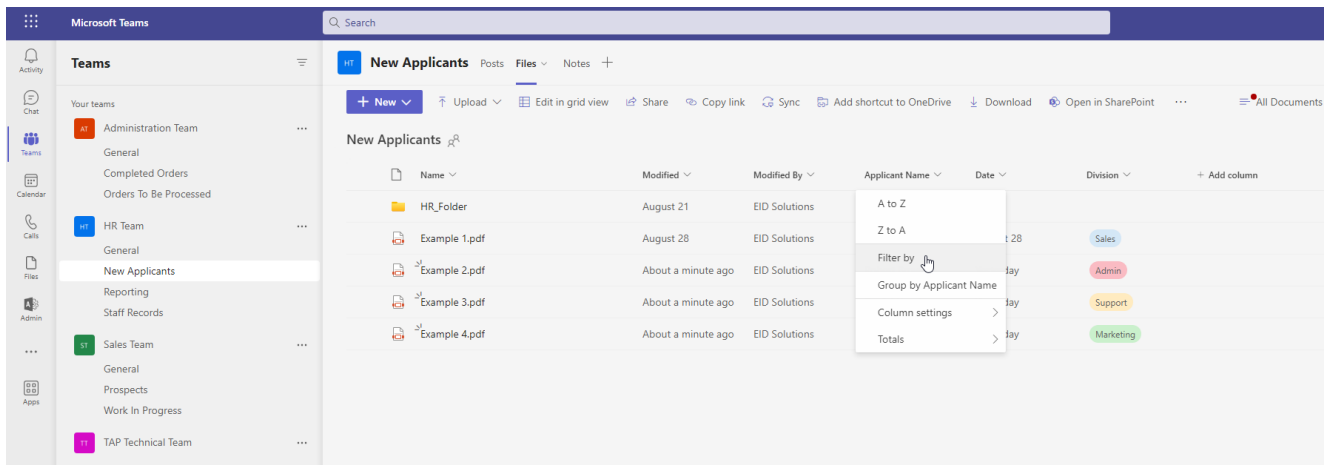 Microsoft Teams
Search
Activity
Chat
Teams
Calendar
Calls
Files
Admin
Apps
Teams
Your teams
AT Administration Team
General
Completed Orders
Orders To Be Processed
HT HR Team
General
New Applicants
Reporting
Staff Records
ST Sales Team
General
Prospects
Work In Progress
TT TAP Technical Team
HT New Applicants Posts Files Notes
+ New Upload Edit in grid view Share Copy link Sync Add shortcut to OneDrive Download Open in SharePoint ... All Documents
New Applicants
Name Modified Modified By Applicant Name Date Division + Add column
HR_Folder August 21 EID Solutions
Example 1.pdf August 28 EID Solutions t 28 Sales
Example 2.pdf About a minute ago EID Solutions day Admin
Example 3.pdf About a minute ago EID Solutions day Support
Example 4.pdf About a minute ago EID Solutions day Marketing
A to Z
Z to A
Filter by
Group by Applicant Name
Column settings
Totals